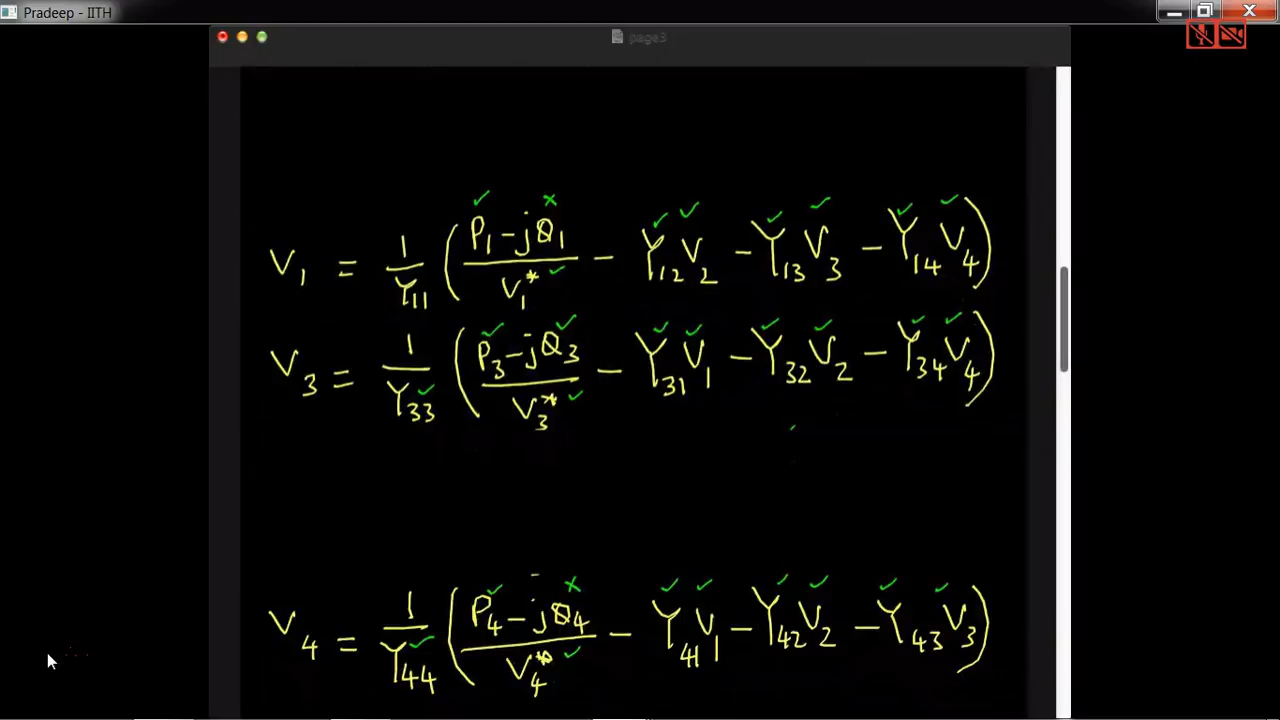 Pradeep - IITH
page3
V₁ = 1/Y₁₁ ( (P₁ - jQ₁)/V₁* - Y₁₂V₂ - Y₁₃V₃ - Y₁₄V₄ )
V₃ = 1/Y₃₃ ( (P₃ - jQ₃)/V₃* - Y₃₁V₁ - Y₃₂V₂ - Y₃₄V₄ )
V₄ = 1/Y₄₄ ( (P₄ - jQ₄)/V₄* - Y₄₁V₁ - Y₄₂V₂ - Y₄₃V₃ )